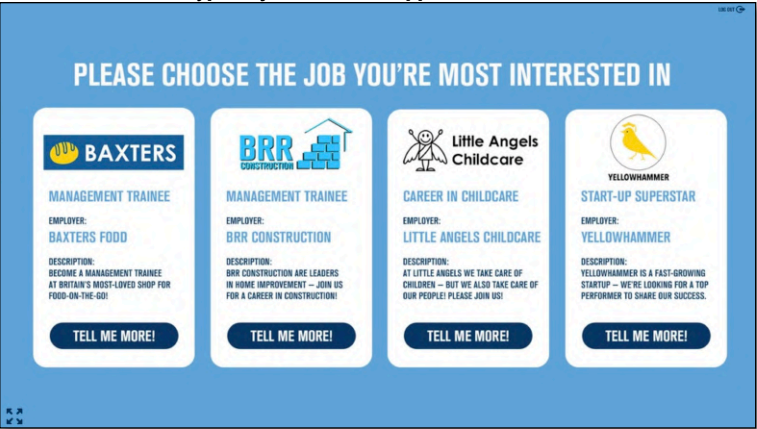 LOG OUT
PLEASE CHOOSE THE JOB YOU'RE MOST INTERESTED IN
BAXTERS
MANAGEMENT TRAINEE
EMPLOYER:
BAXTERS FOOD
DESCRIPTION:
BECOME A MANAGEMENT TRAINEE
AT BRITAIN'S MOST-LOVED SHOP FOR
FOOD-ON-THE-GO!
TELL ME MORE!
BRR
CONSTRUCTION
MANAGEMENT TRAINEE
EMPLOYER:
BRR CONSTRUCTION
DESCRIPTION:
BRR CONSTRUCTION ARE LEADERS
IN HOME IMPROVEMENT – JOIN US
FOR A CAREER IN CONSTRUCTION!
TELL ME MORE!
Little Angels
Childcare
CAREER IN CHILDCARE
EMPLOYER:
LITTLE ANGELS CHILDCARE
DESCRIPTION:
AT LITTLE ANGELS WE TAKE CARE OF
CHILDREN – BUT WE ALSO TAKE CARE OF
OUR PEOPLE! PLEASE JOIN US!
TELL ME MORE!
YELLOWHAMMER
START-UP SUPERSTAR
EMPLOYER:
YELLOWHAMMER
DESCRIPTION:
YELLOWHAMMER IS A FAST-GROWING
STARTUP – WE'RE LOOKING FOR A TOP
PERFORMER TO SHARE OUR SUCCESS.
TELL ME MORE!